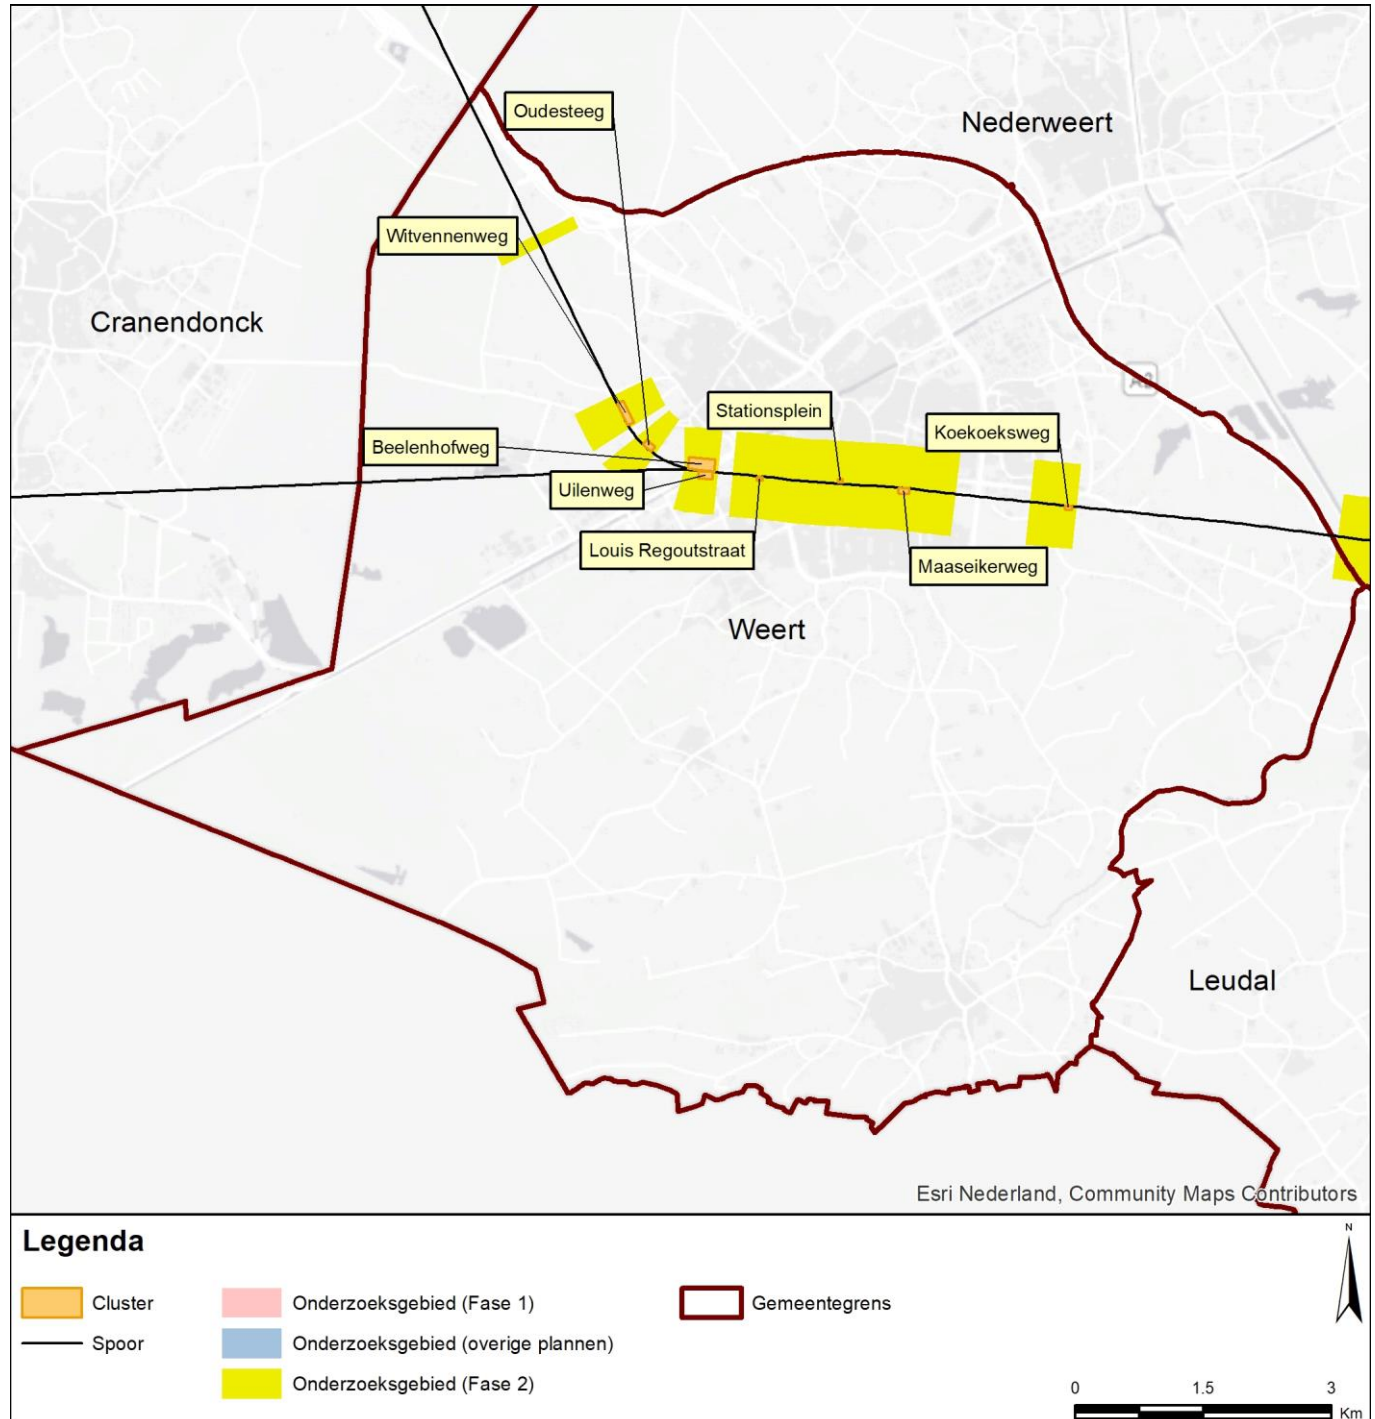 Oudesteeg
Nederweert
Witvennenweg
Cranendonck
A2
Stationsplein
Koekoeksweg
Beelenhofweg
Uilenweg
Louis Regoutstraat
Maaseikerweg
Weert
Leudal
Esri Nederland, Community Maps Contributors
Legenda
N
Cluster
Onderzoeksgebied (Fase 1)
Gemeentegrens
Spoor
Onderzoeksgebied (overige plannen)
Onderzoeksgebied (Fase 2)
0 1.5 3
Km